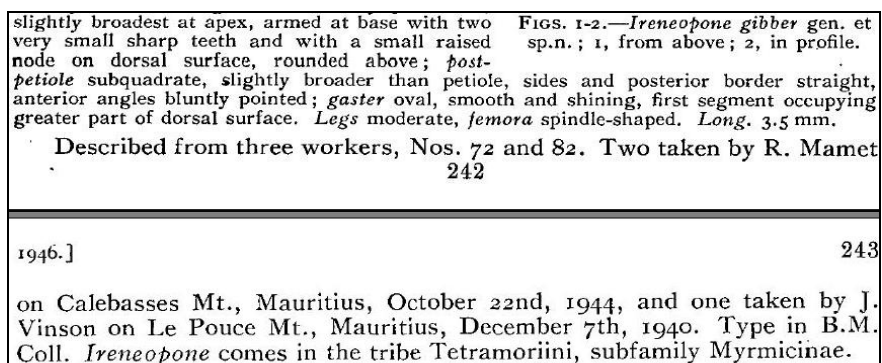 slightly broadest at apex, armed at base with two
very small sharp teeth and with a small raised
node on dorsal surface, rounded above; post-
FIGS. 1-2.—Ireneopone gibber gen. et
sp.n.; 1, from above; 2, in profile.
petiole subquadrate, slightly broader than petiole, sides and posterior border straight,
anterior angles bluntly pointed; gaster oval, smooth and shining, first segment occupying
greater part of dorsal surface. Legs moderate, femora spindle-shaped. Long. 3.5 mm.
Described from three workers, Nos. 72 and 82. Two taken by R. Mamet
242
1946.] 243
on Calebasses Mt., Mauritius, October 22nd, 1944, and one taken by J.
Vinson on Le Pouce Mt., Mauritius, December 7th, 1940. Type in B.M.
Coll. Ireneopone comes in the tribe Tetramoriini, subfamily Myrmicinae.